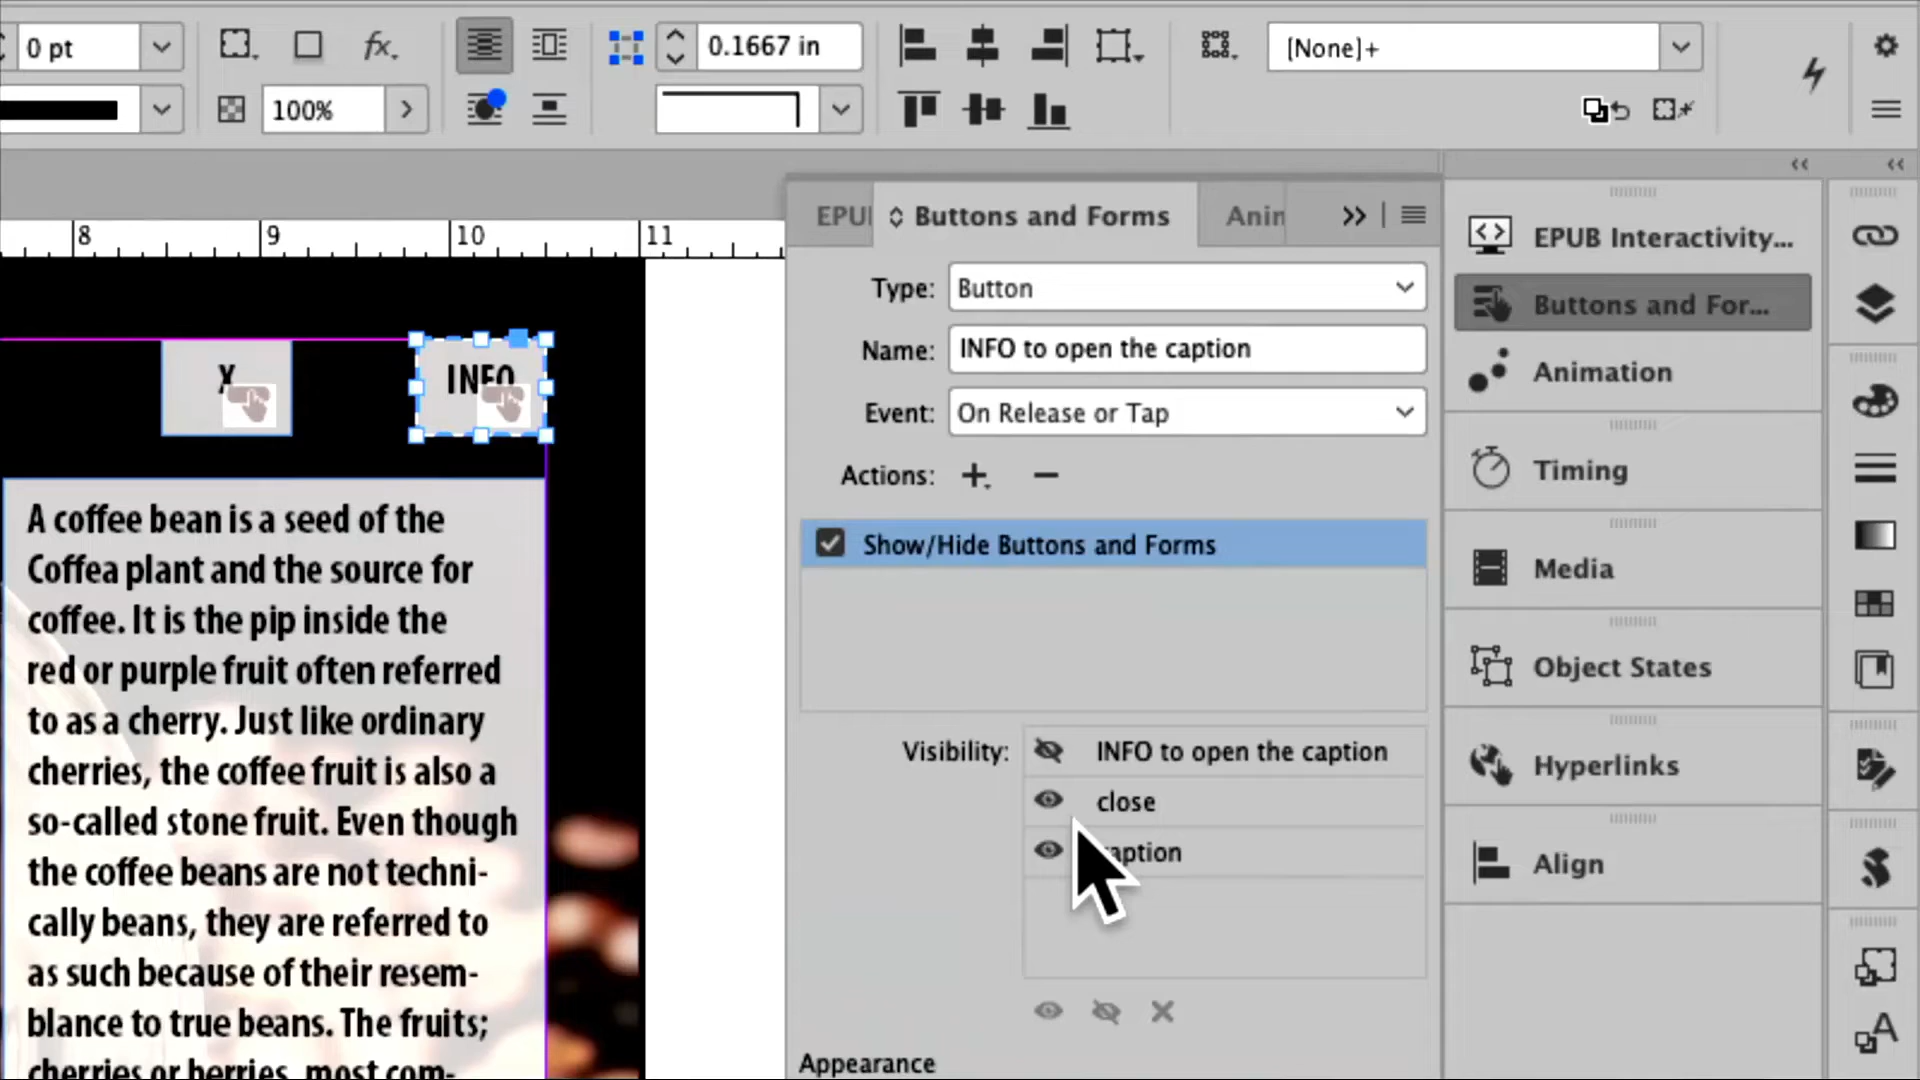 0 pt
fx.
0.1667 in
[None]+
100%
8
9
10
11
EPU
Buttons and Forms
Anin
X
INFO
Type:
Button
Name:
INFO to open the caption
Event:
On Release or Tap
Actions:
Show/Hide Buttons and Forms
Visibility:
INFO to open the caption
close
aption
Appearance
EPUB Interactivity...
Buttons and For...
Animation
Timing
Media
Object States
Hyperlinks
Align
A coffee bean is a seed of the
Coffea plant and the source for
coffee. It is the pip inside the
red or purple fruit often referred
to as a cherry. Just like ordinary
cherries, the coffee fruit is also a
so-called stone fruit. Even though
the coffee beans are not techni-
cally beans, they are referred to
as such because of their resem-
blance to true beans. The fruits;
cherries or berries, most com-